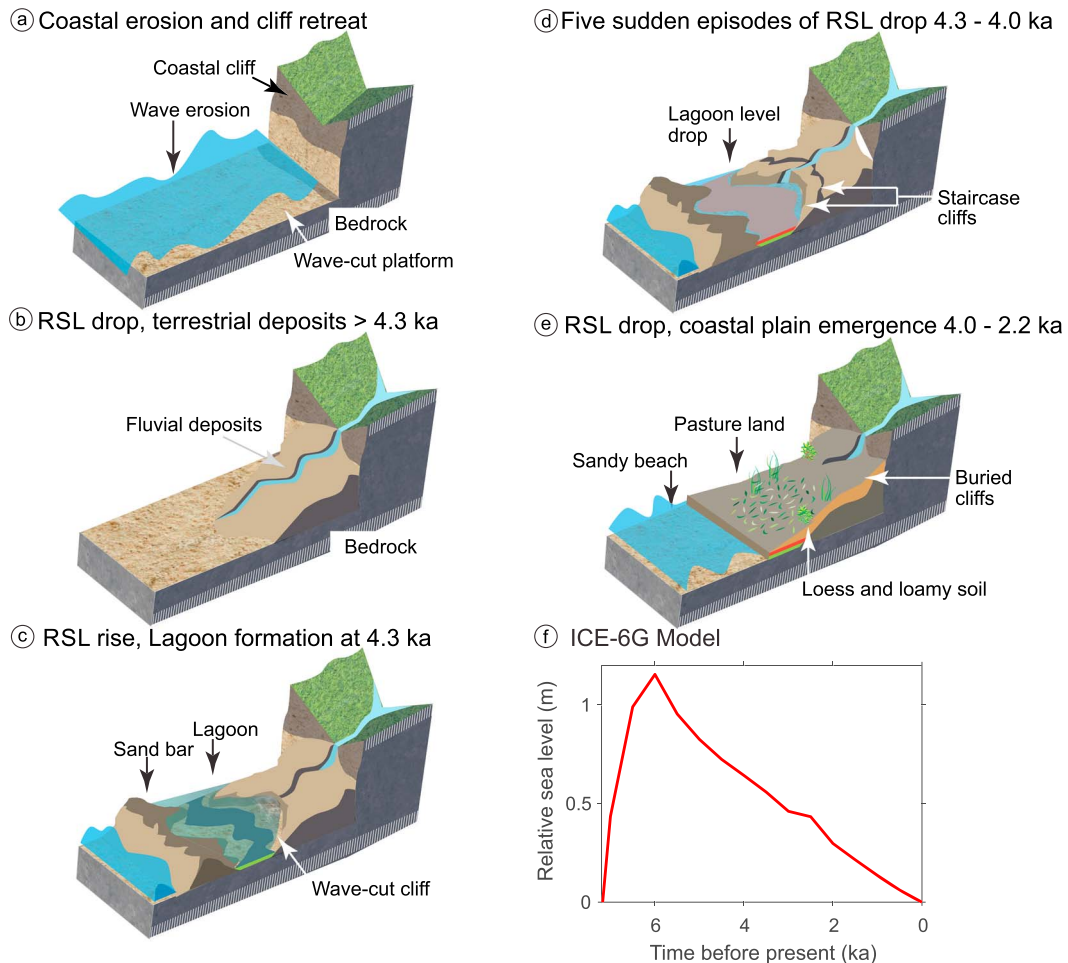 ⓐ Coastal erosion and cliff retreat
Coastal cliff
Wave erosion
Bedrock
Wave-cut platform
ⓑ RSL drop, terrestrial deposits > 4.3 ka
Fluvial deposits
Bedrock
ⓒ RSL rise, Lagoon formation at 4.3 ka
Lagoon
Sand bar
Wave-cut cliff
ⓓ Five sudden episodes of RSL drop 4.3 - 4.0 ka
Lagoon level
drop
Staircase
cliffs
ⓔ RSL drop, coastal plain emergence 4.0 - 2.2 ka
Pasture land
Sandy beach
Buried
cliffs
Loess and loamy soil
ⓕ ICE-6G Model
Relative sea level (m)
1
0.5
0
6 4 2 0
Time before present (ka)